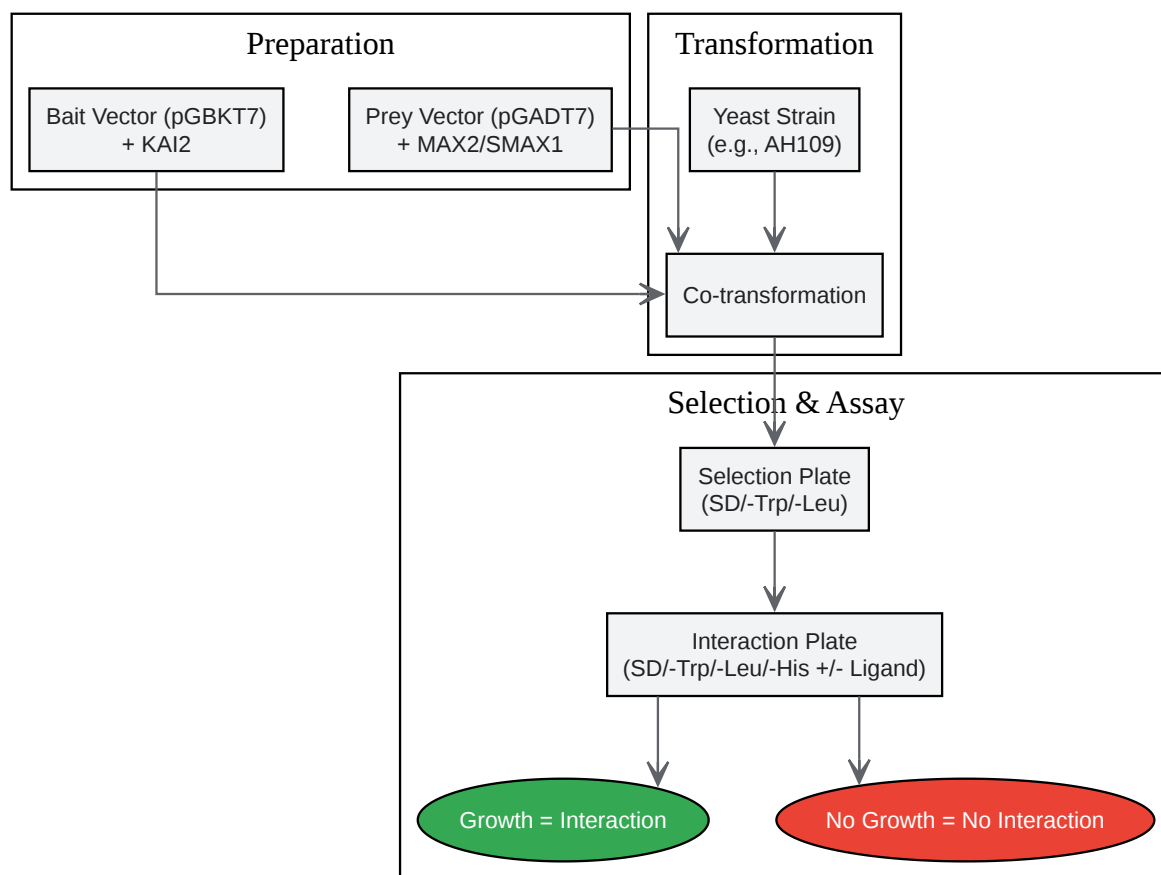 Preparation
Transformation
Bait Vector (pGBKT7)
+ KAI2
Prey Vector (pGADT7)
+ MAX2/SMAX1
Yeast Strain
(e.g., AH109)
Co-transformation
Selection & Assay
Selection Plate
(SD/-Trp/-Leu)
Interaction Plate
(SD/-Trp/-Leu/-His +/- Ligand)
Growth = Interaction
No Growth = No Interaction